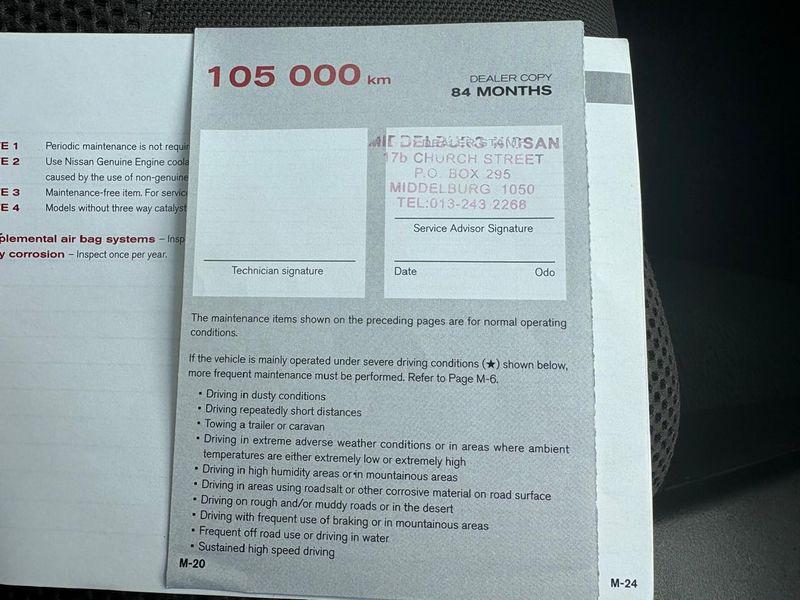 105 000 km
DEALER COPY
84 MONTHS
MIDDELBURG NISSAN
17b CHURCH STREET
P.O. BOX 295
MIDDELBURG 1050
TEL:013-243 2268
Technician signature
Service Advisor Signature
Date Odo
The maintenance items shown on the preceding pages are for normal operating
conditions.
If the vehicle is mainly operated under severe driving conditions (★) shown below,
more frequent maintenance must be performed. Refer to Page M-6.
• Driving in dusty conditions
• Driving repeatedly short distances
• Towing a trailer or caravan
• Driving in extreme adverse weather conditions or in areas where ambient
temperatures are either extremely low or extremely high
• Driving in high humidity areas or in mountainous areas
• Driving in areas using roadsalt or other corrosive material on road surface
• Driving on rough and/or muddy roads or in the desert
• Driving with frequent use of braking or in mountainous areas
• Frequent off road use or driving in water
• Sustained high speed driving
M-20
E 1 Periodic maintenance is not requir
E 2 Use Nissan Genuine Engine coola
caused by the use of non-genuine
E 3 Maintenance-free item. For servic
E 4 Models without three way catalyst
plemental air bag systems – Insp
y corrosion – Inspect once per year.
M-24